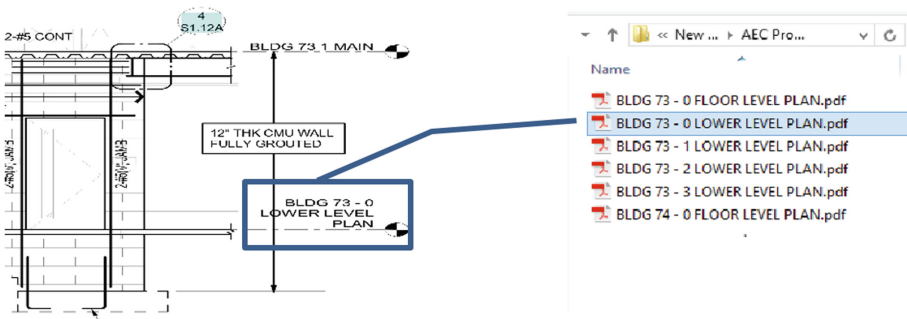 4
S1.12A
2-#5 CONT
BLDG 73 1 MAIN
12" THK CMU WALL
FULLY GROUTED
BLDG 73 - 0
LOWER LEVEL
PLAN
« New ... AEC Pro...
Name
BLDG 73 - 0 FLOOR LEVEL PLAN.pdf
BLDG 73 - 0 LOWER LEVEL PLAN.pdf
BLDG 73 - 1 LOWER LEVEL PLAN.pdf
BLDG 73 - 2 LOWER LEVEL PLAN.pdf
BLDG 73 - 3 LOWER LEVEL PLAN.pdf
BLDG 74 - 0 FLOOR LEVEL PLAN.pdf